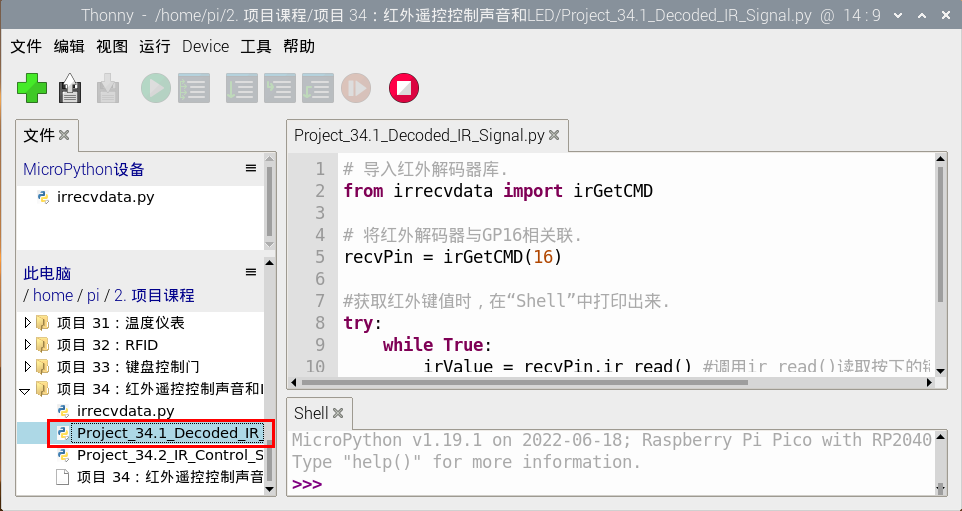 Thonny - /home/pi/2. 项目课程/项目 34：红外遥控控制声音和LED/Project_34.1_Decoded_IR_Signal.py @ 14 : 9
文件 编辑 视图 运行 Device 工具 帮助
文件
MicroPython设备
irrecvdata.py
此电脑
/ home / pi / 2. 项目课程
项目 31：温度仪表
项目 32：RFID
项目 33：键盘控制门
项目 34：红外遥控控制声音和
irrecvdata.py
Project_34.1_Decoded_IR_
Project_34.2_IR_Control_S
项目 34：红外遥控控制声音
Project_34.1_Decoded_IR_Signal.py
1 # 导入红外解码器库.
2 from irrecvdata import irGetCMD
3
4 # 将红外解码器与GP16相关联.
5 recvPin = irGetCMD(16)
6
7 #获取红外键值时，在“Shell”中打印出来.
8 try:
9 while True:
10 irValue = recvPin.ir_read() #调用ir_read()读取按下的键
Shell
MicroPython v1.19.1 on 2022-06-18; Raspberry Pi Pico with RP2040
Type "help()" for more information.
>>>